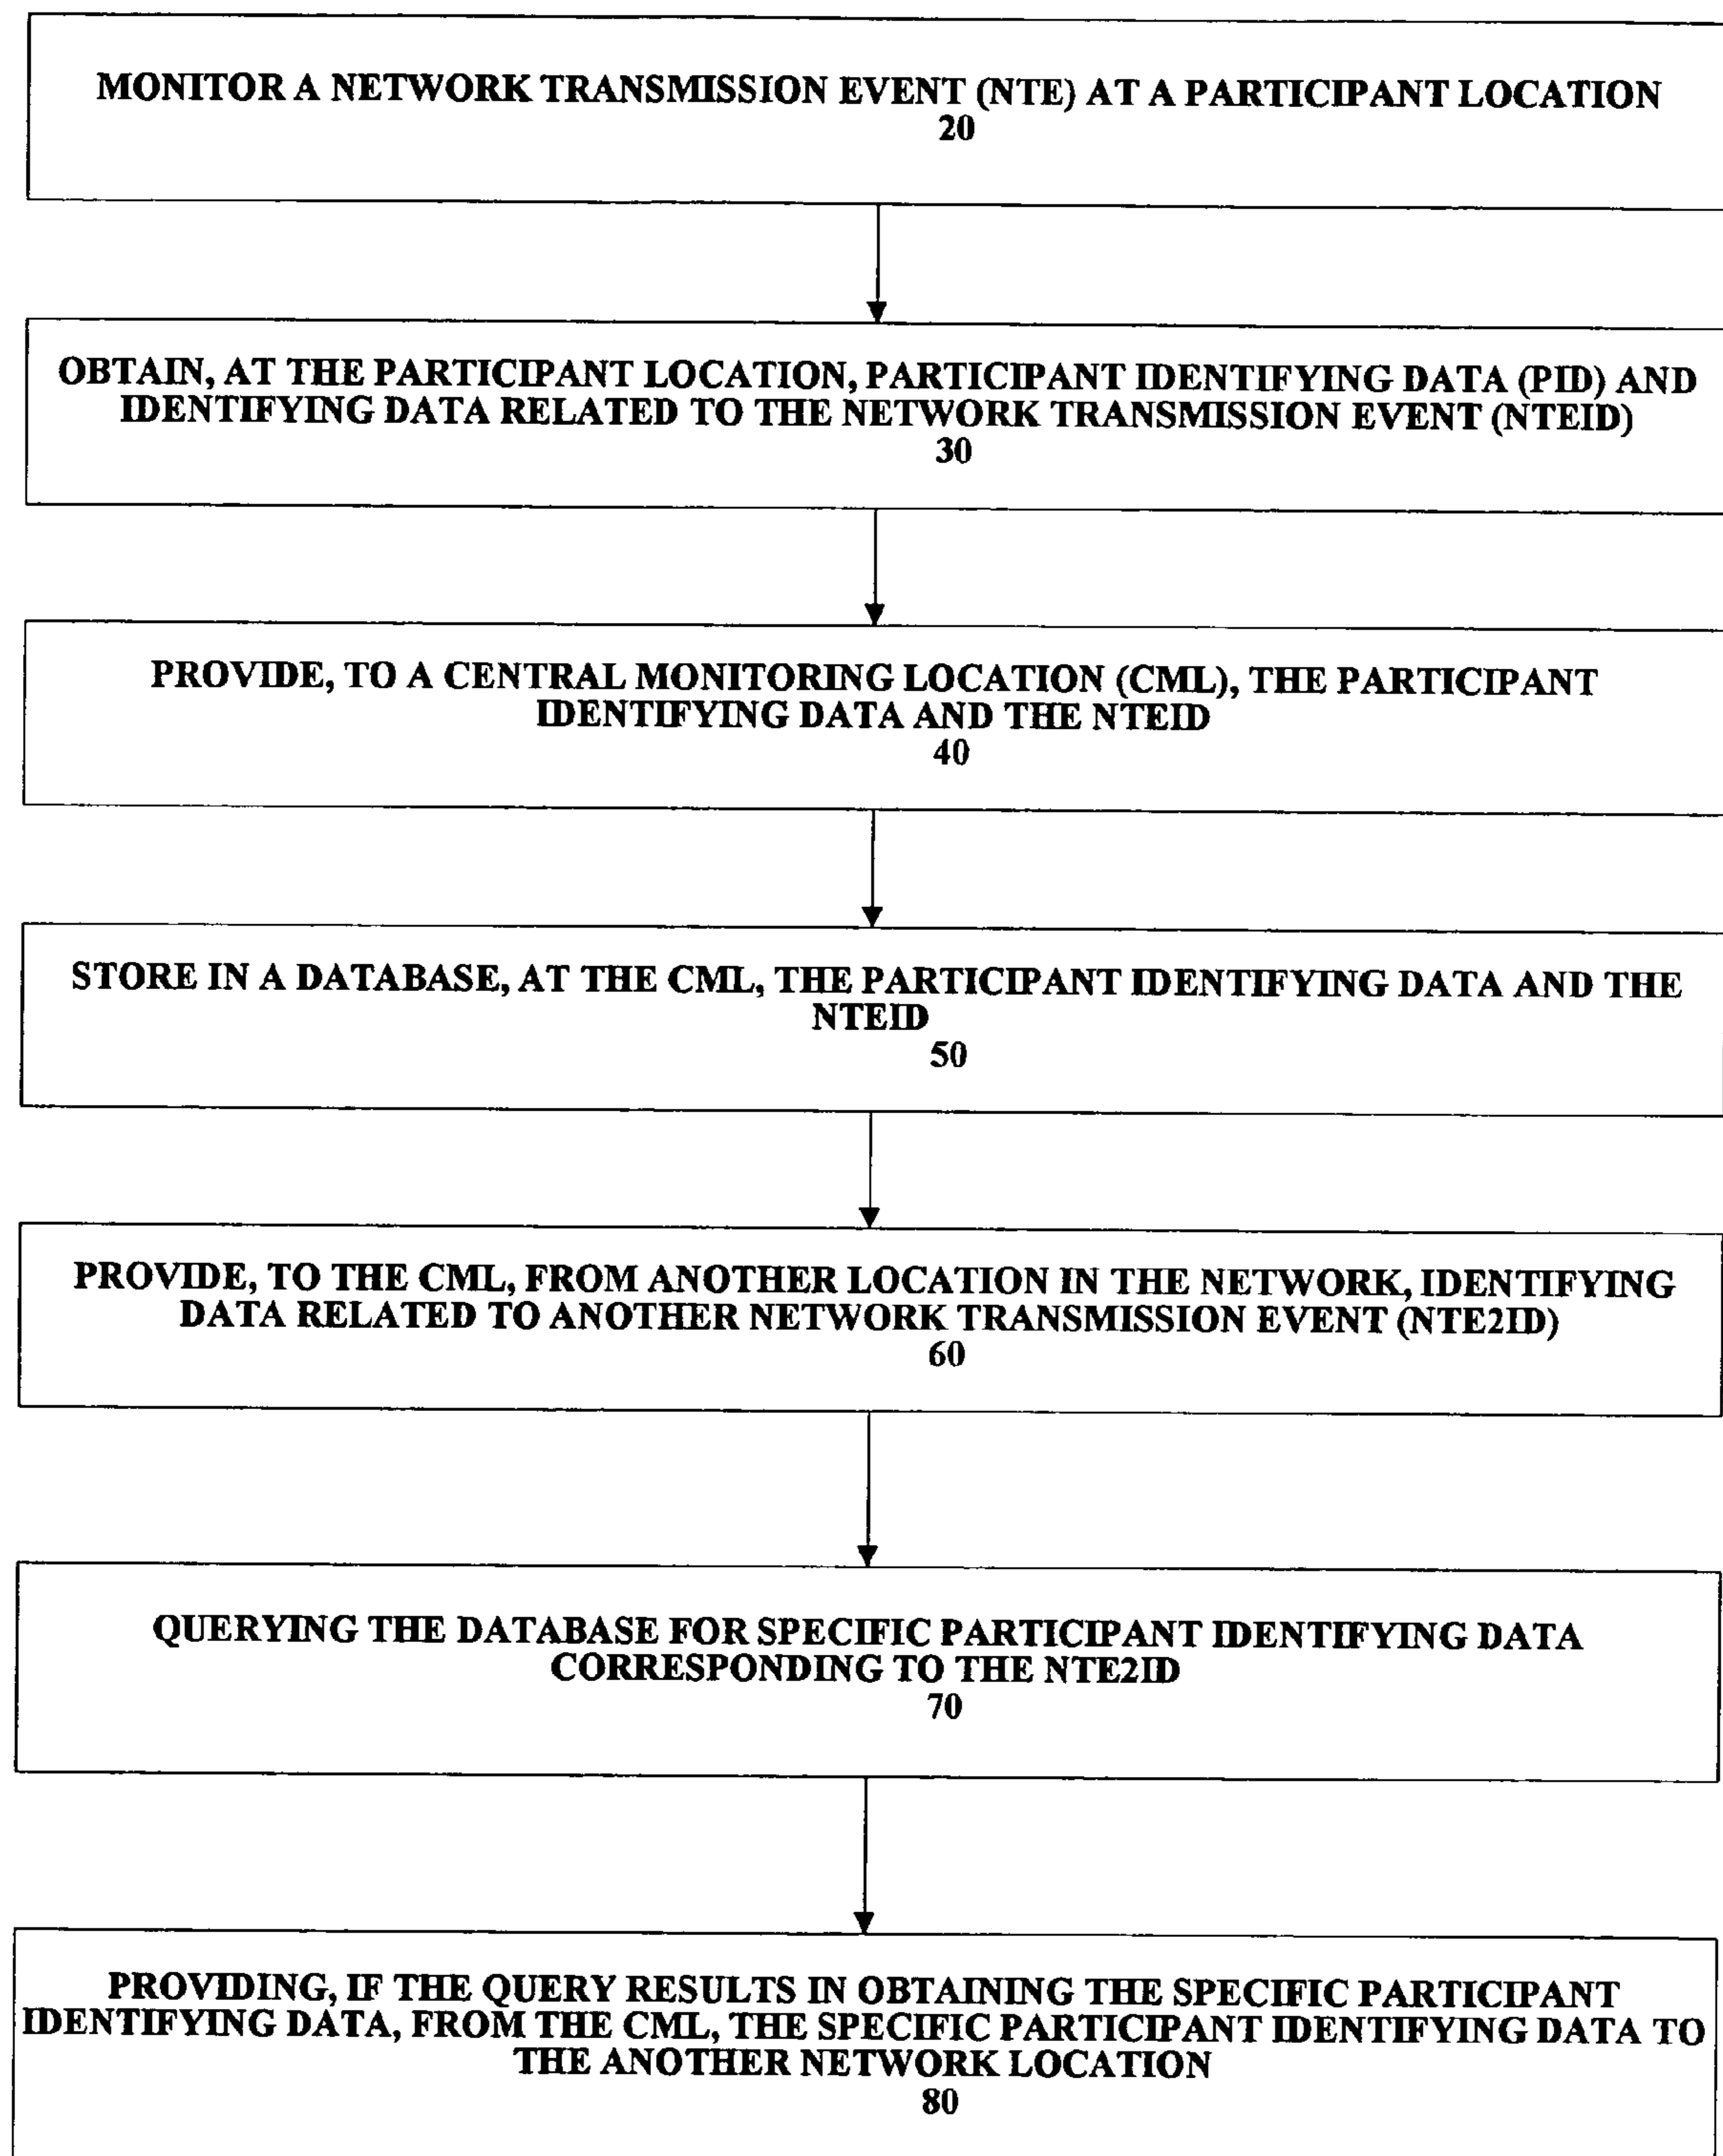 MONITOR A NETWORK TRANSMISSION EVENT (NTE) AT A PARTICIPANT LOCATION
20
OBTAIN, AT THE PARTICIPANT LOCATION, PARTICIPANT IDENTIFYING DATA (PID) AND
IDENTIFYING DATA RELATED TO THE NETWORK TRANSMISSION EVENT (NTEID)
30
PROVIDE, TO A CENTRAL MONITORING LOCATION (CML), THE PARTICIPANT
IDENTIFYING DATA AND THE NTEID
40
STORE IN A DATABASE, AT THE CML, THE PARTICIPANT IDENTIFYING DATA AND THE
NTEID
50
PROVIDE, TO THE CML, FROM ANOTHER LOCATION IN THE NETWORK, IDENTIFYING
DATA RELATED TO ANOTHER NETWORK TRANSMISSION EVENT (NTE2ID)
60
QUERYING THE DATABASE FOR SPECIFIC PARTICIPANT IDENTIFYING DATA
CORRESPONDING TO THE NTE2ID
70
PROVIDING, IF THE QUERY RESULTS IN OBTAINING THE SPECIFIC PARTICIPANT
IDENTIFYING DATA, FROM THE CML, THE SPECIFIC PARTICIPANT IDENTIFYING DATA TO
THE ANOTHER NETWORK LOCATION
80